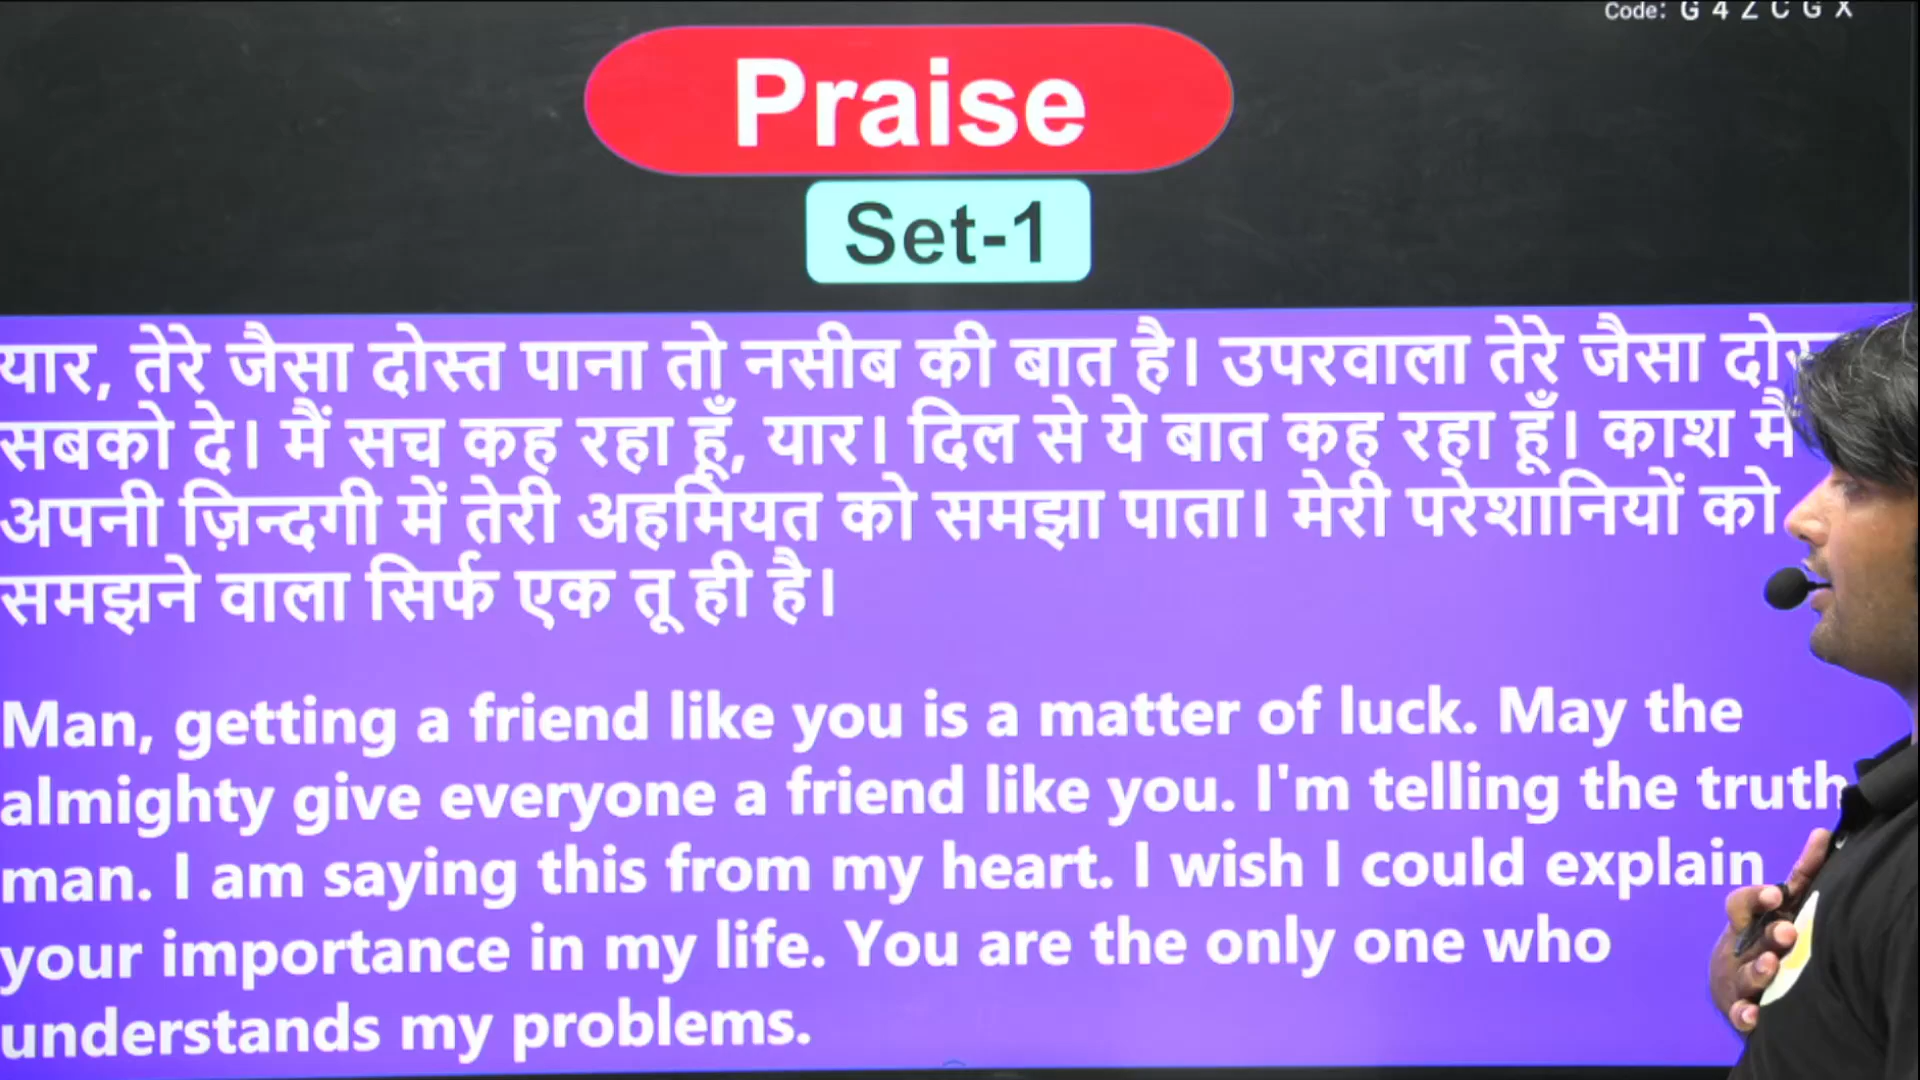 Code: G 4 Z C G X
Praise
Set-1
यार, तेरे जैसा दोस्त पाना तो नसीब की बात है। उपरवाला तेरे जैसा
सबको दे। मैं सच कह रहा हूँ, यार। दिल से ये बात कह रहा हूँ। काश मैं
अपनी ज़िन्दगी में तेरी अहमियत को समझा पाता। मेरी परेशानियों को
समझने वाला सिर्फ एक तू ही है।
Man, getting a friend like you is a matter of luck. May the
almighty give everyone a friend like you. I'm telling the truth
man. I am saying this from my heart. I wish I could explain
your importance in my life. You are the only one who
understands my problems.